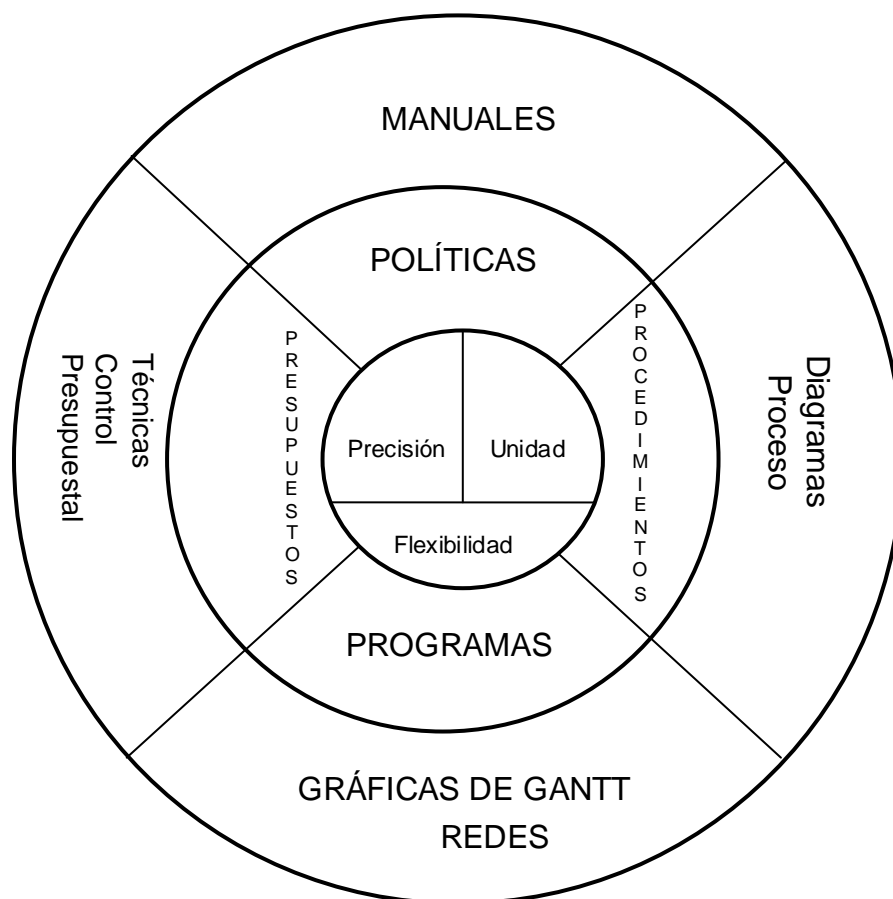 MANUALES
POLÍTICAS
PRESUPUESTOS
PROCEDIMIENTOS
Técnicas
Control
Presupuestal
Diagramas
Proceso
Precisión
Unidad
Flexibilidad
PROGRAMAS
GRÁFICAS DE GANTT
REDES